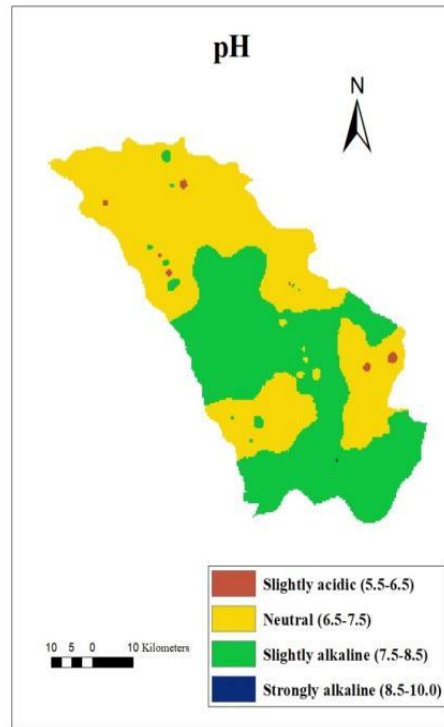 pH
N
Slightly acidic (5.5-6.5)
Neutral (6.5-7.5)
Slightly alkaline (7.5-8.5)
Strongly alkaline (8.5-10.0)
10 5 0 10 Kilometers